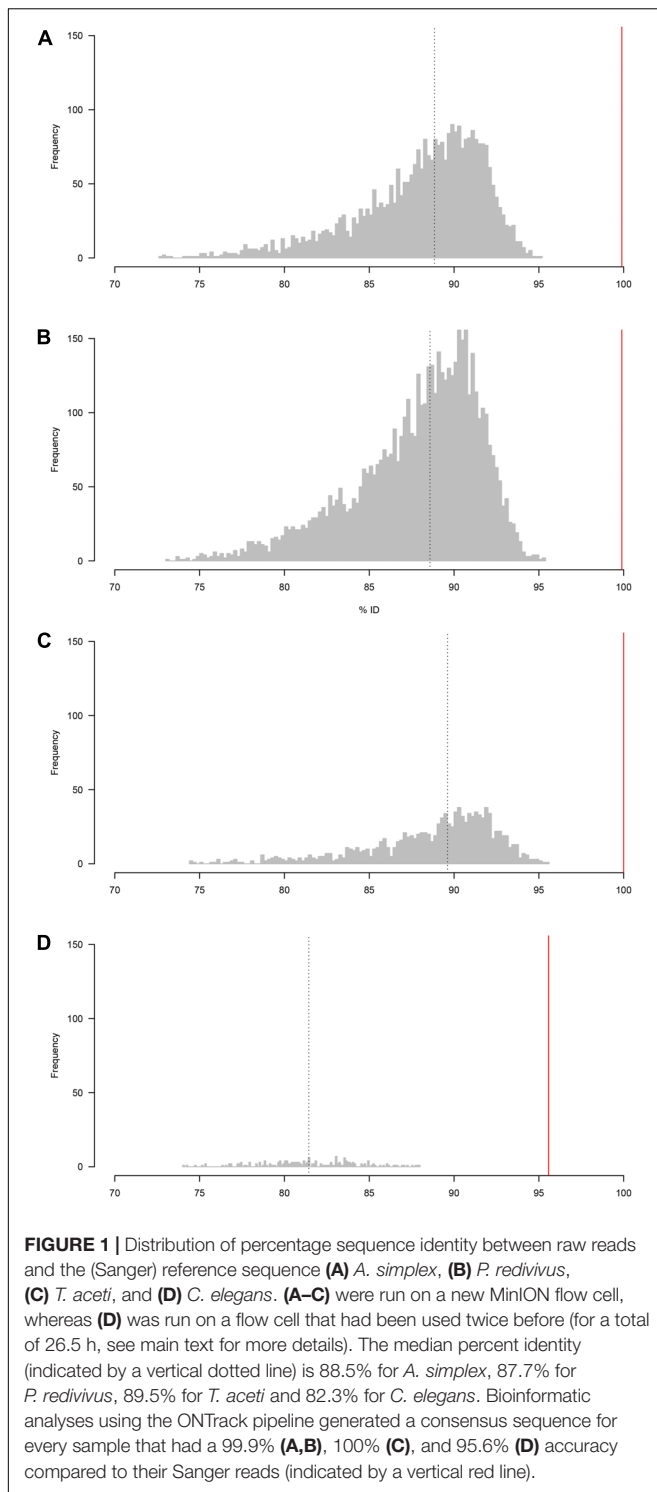 A
150
100
Frequency
50
0
70 75 80 85 90 95 100
B
150
100
Frequency
50
0
70 75 80 85 90 95 100
% ID
C
150
100
Frequency
50
0
70 75 80 85 90 95 100
D
150
100
Frequency
50
0
70 75 80 85 90 95 100
FIGURE 1 | Distribution of percentage sequence identity between raw reads
and the (Sanger) reference sequence (A) A. simplex, (B) P. redivivus,
(C) T. aceti, and (D) C. elegans. (A–C) were run on a new MinION flow cell,
whereas (D) was run on a flow cell that had been used twice before (for a total
of 26.5 h, see main text for more details). The median percent identity
(indicated by a vertical dotted line) is 88.5% for A. simplex, 87.7% for
P. redivivus, 89.5% for T. aceti and 82.3% for C. elegans. Bioinformatic
analyses using the ONTrack pipeline generated a consensus sequence for
every sample that had a 99.9% (A,B), 100% (C), and 95.6% (D) accuracy
compared to their Sanger reads (indicated by a vertical red line).